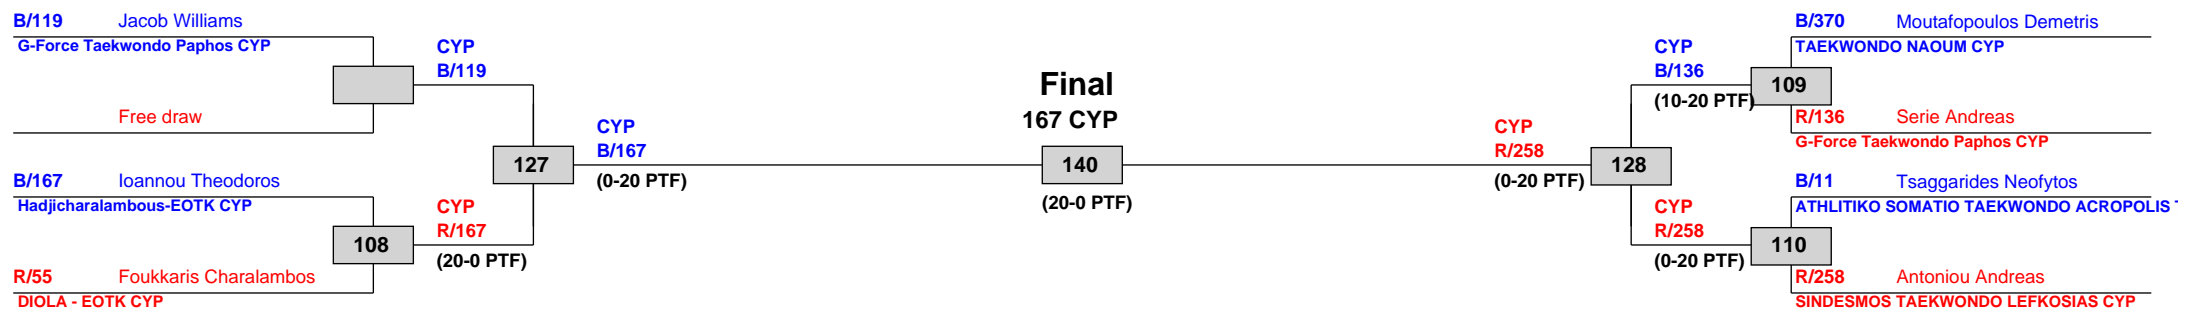 B/119 Jacob Williams
G-Force Taekwondo Paphos CYP
CYP
B/119
Free draw
B/167 Ioannou Theodoros
Hadjicharalambous-EOTK CYP
108
CYP
R/167
(20-0 PTF)
R/55 Foukkaris Charalambos
DIOLA - EOTK CYP
127
CYP
B/167
(0-20 PTF)
Final
167 CYP
140
(20-0 PTF)
CYP
R/258
(0-20 PTF)
128
CYP
B/136
(10-20 PTF)
109
B/370 Moutafopoulos Demetris
TAEKWONDO NAOUM CYP
R/136 Serie Andreas
G-Force Taekwondo Paphos CYP
CYP
R/258
(0-20 PTF)
110
B/11 Tsaggarides Neofytos
ATHLITIKO SOMATIO TAEKWONDO ACROPOLIS
R/258 Antoniou Andreas
SINDESMOS TAEKWONDO LEFKOSIAS CYP